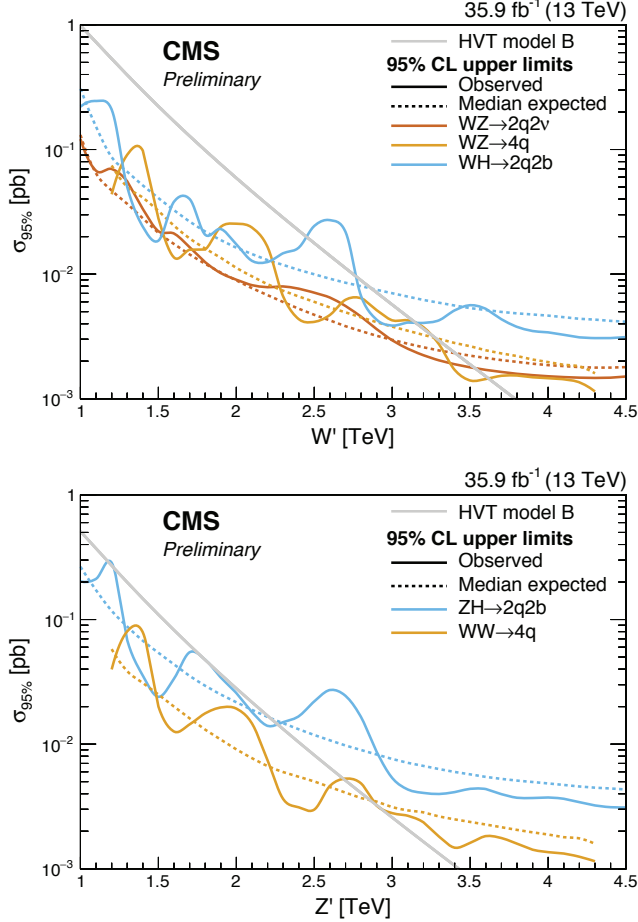 35.9 fb⁻¹ (13 TeV)
CMS
Preliminary
HVT model B
95% CL upper limits
Observed
Median expected
WZ→2q2ν
WZ→4q
WH→2q2b
σ95% [pb]
1
10⁻¹
10⁻²
10⁻³
1 1.5 2 2.5 3 3.5 4 4.5
W' [TeV]
35.9 fb⁻¹ (13 TeV)
CMS
Preliminary
HVT model B
95% CL upper limits
Observed
Median expected
ZH→2q2b
WW→4q
σ95% [pb]
1
10⁻¹
10⁻²
10⁻³
1 1.5 2 2.5 3 3.5 4 4.5
Z' [TeV]